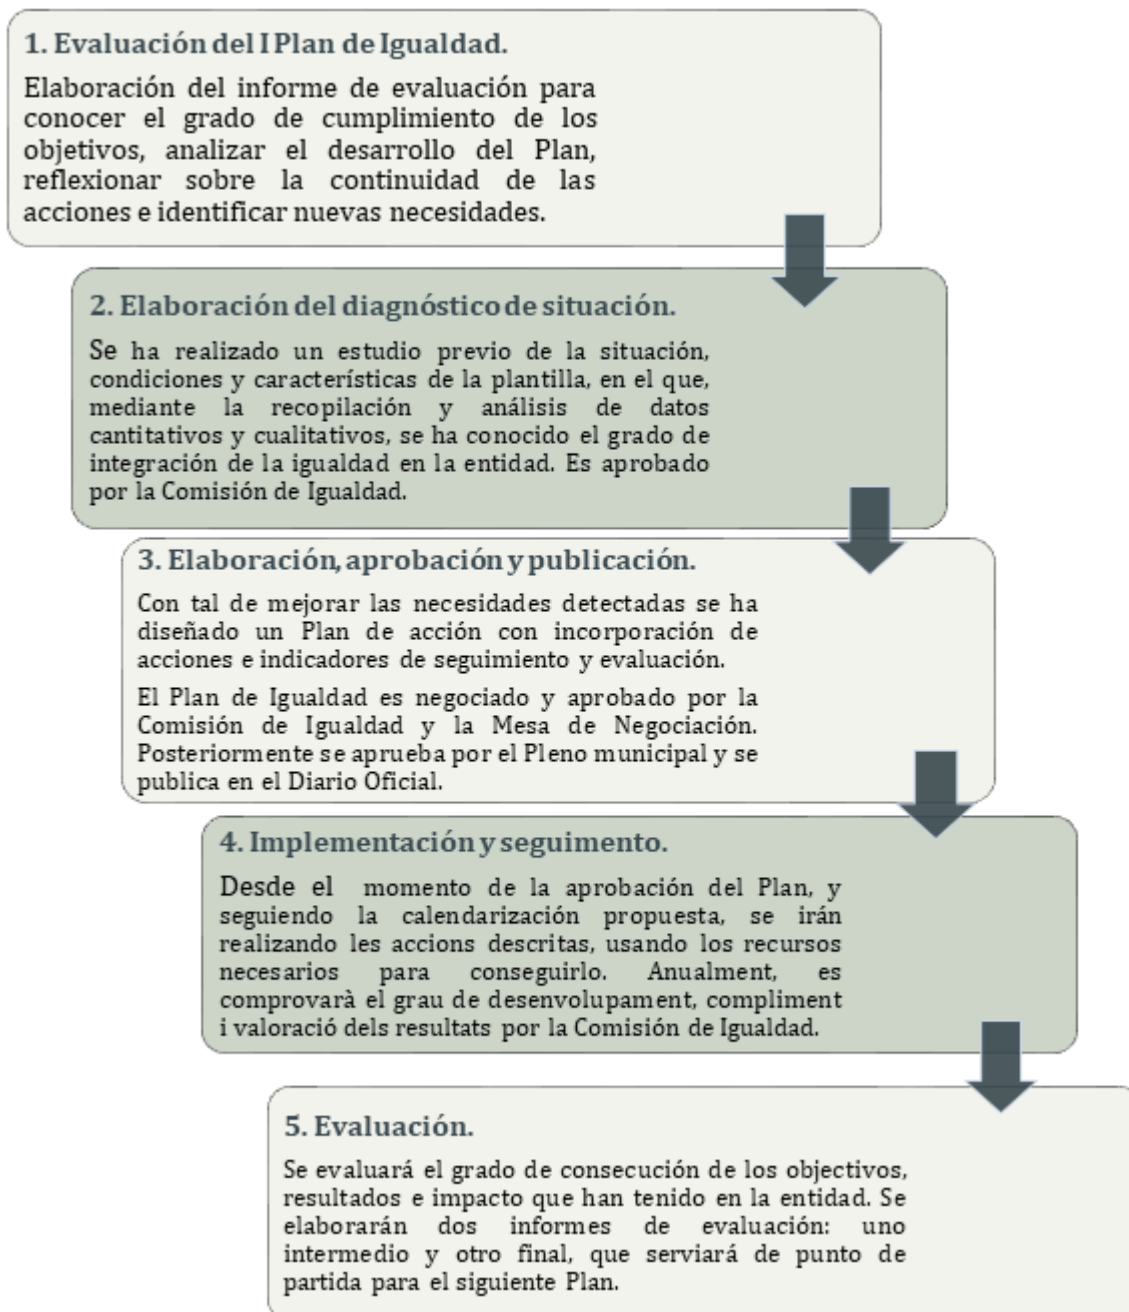 1. Evaluación del I Plan de Igualdad.
Elaboración del informe de evaluación para
conocer el grado de cumplimiento de los
objetivos, analizar el desarrollo del Plan,
reflexionar sobre la continuidad de las
acciones e identificar nuevas necesidades.
2. Elaboración del diagnóstico de situación.
Se ha realizado un estudio previo de la situación,
condiciones y características de la plantilla, en el que,
mediante la recopilación y análisis de datos
cantitativos y cualitativos, se ha conocido el grado de
integración de la igualdad en la entidad. Es aprobado
por la Comisión de Igualdad.
3. Elaboración, aprobación y publicación.
Con tal de mejorar las necesidades detectadas se ha
diseñado un Plan de acción con incorporación de
acciones e indicadores de seguimiento y evaluación.
El Plan de Igualdad es negociado y aprobado por la
Comisión de Igualdad y la Mesa de Negociación.
Posteriormente se aprueba por el Pleno municipal y se
publica en el Diario Oficial.
4. Implementación y seguimento.
Desde el momento de la aprobación del Plan, y
seguiendo la calendarización propuesta, se irán
realizando les accions descritas, usando los recursos
necesarios para conseguirlo. Anualment, es
comprovarà el grau de desenvolupament, compliment
i valoració dels resultats por la Comisión de Igualdad.
5. Evaluación.
Se evaluará el grado de consecución de los objectivos,
resultados e impacto que han tenido en la entidad. Se
elaborarán dos informes de evaluación: uno
intermedio y otro final, que serviará de punto de
partida para el siguiente Plan.